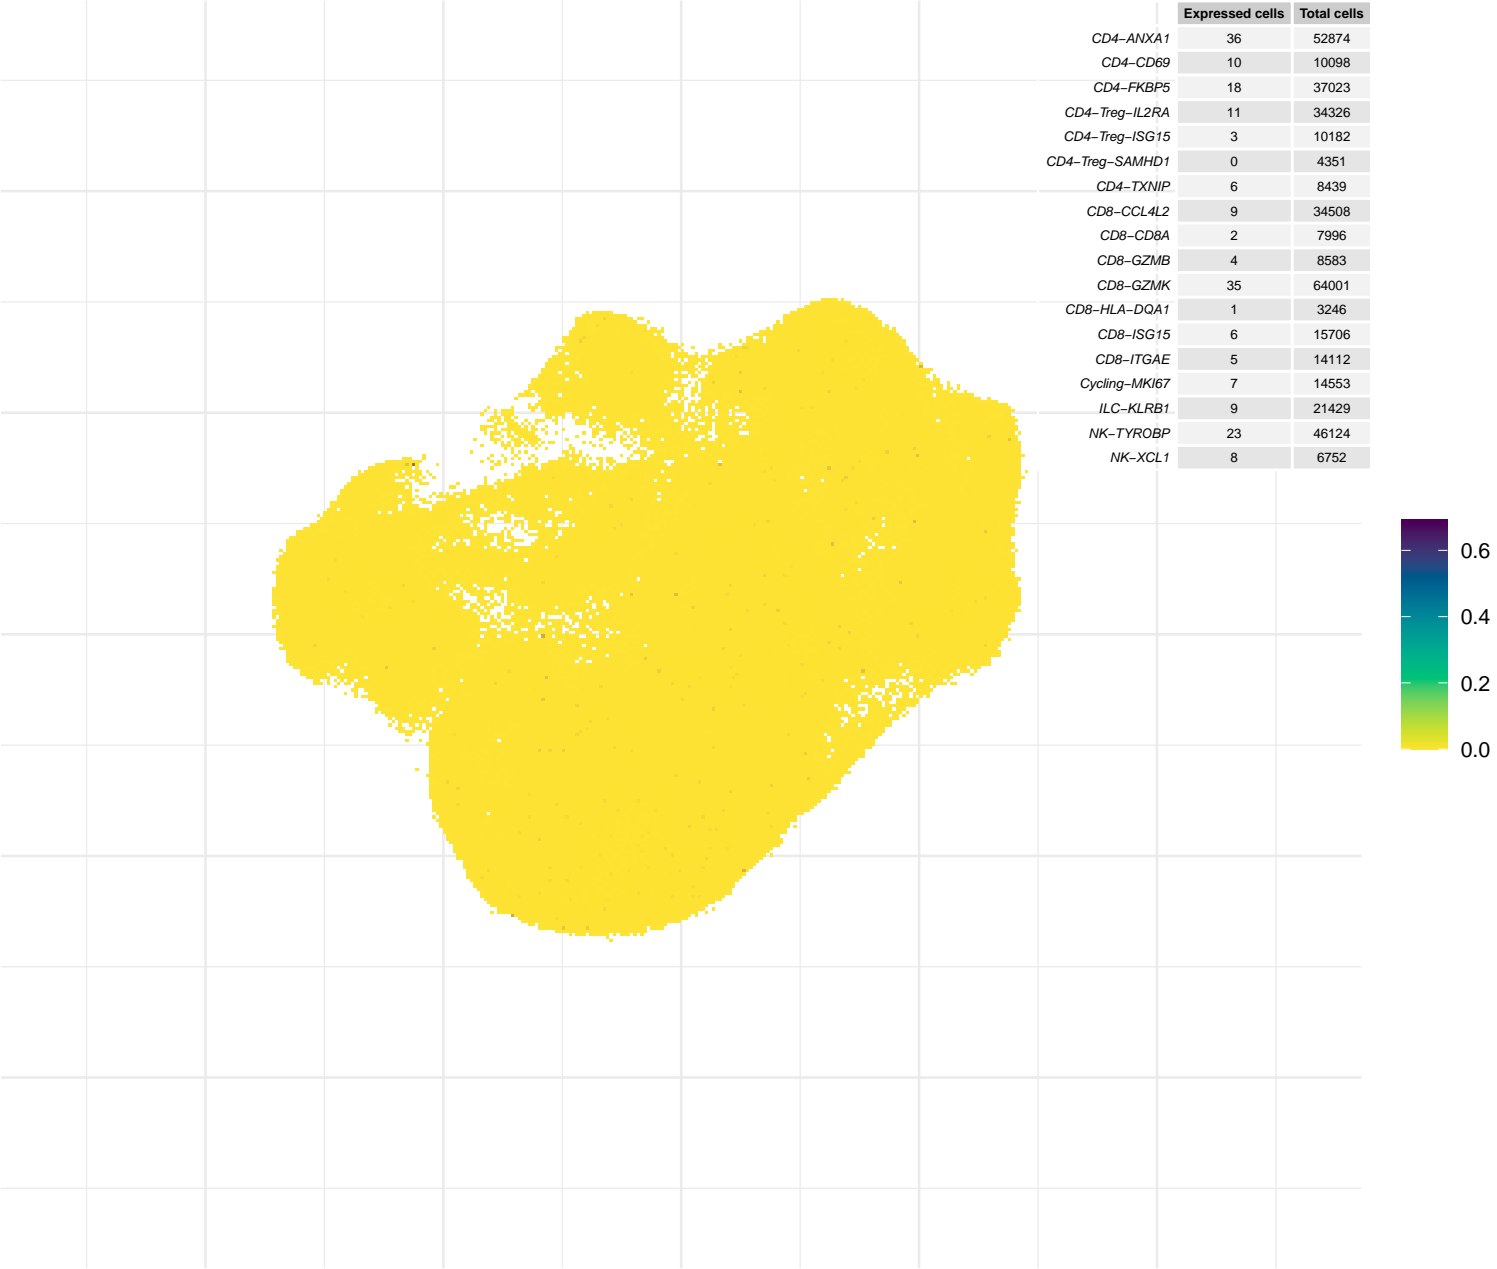 Expressed cells Total cells
CD4−ANXA1 36 52874
CD4−CD69 10 10098
CD4−FKBP5 18 37023
CD4−Treg−IL2RA 11 34326
CD4−Treg−ISG15 3 10182
CD4−Treg−SAMHD1 0 4351
CD4−TXNIP 6 8439
CD8−CCL4L2 9 34508
CD8−CD8A 2 7996
CD8−GZMB 4 8583
CD8−GZMK 35 64001
CD8−HLA−DQA1 1 3246
CD8−ISG15 6 15706
CD8−ITGAE 5 14112
Cycling−MKI67 7 14553
ILC−KLRB1 9 21429
NK−TYROBP 23 46124
NK−XCL1 8 6752
0.6
0.4
0.2
0.0